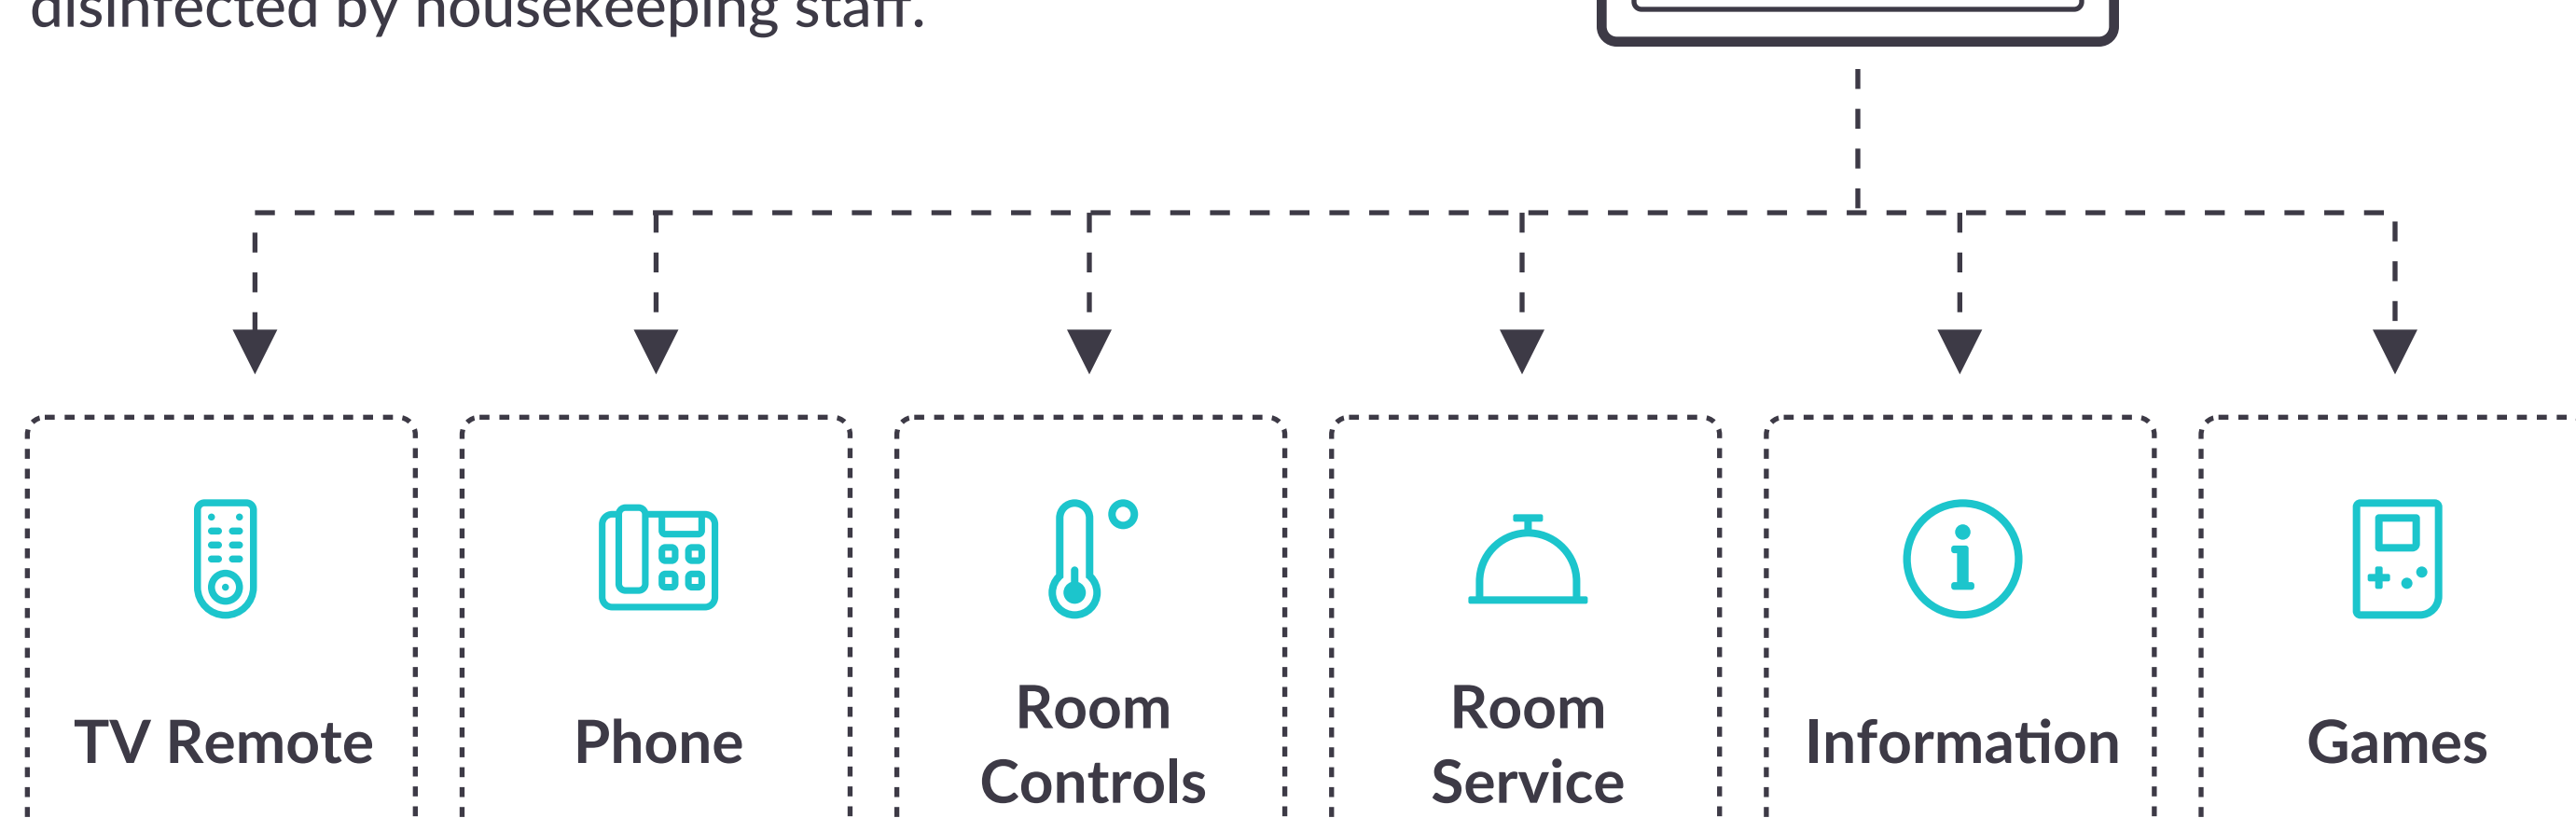 disinfected by housekeeping staff.
TV Remote
Phone
Room
Controls
Room
Service
Information
Games